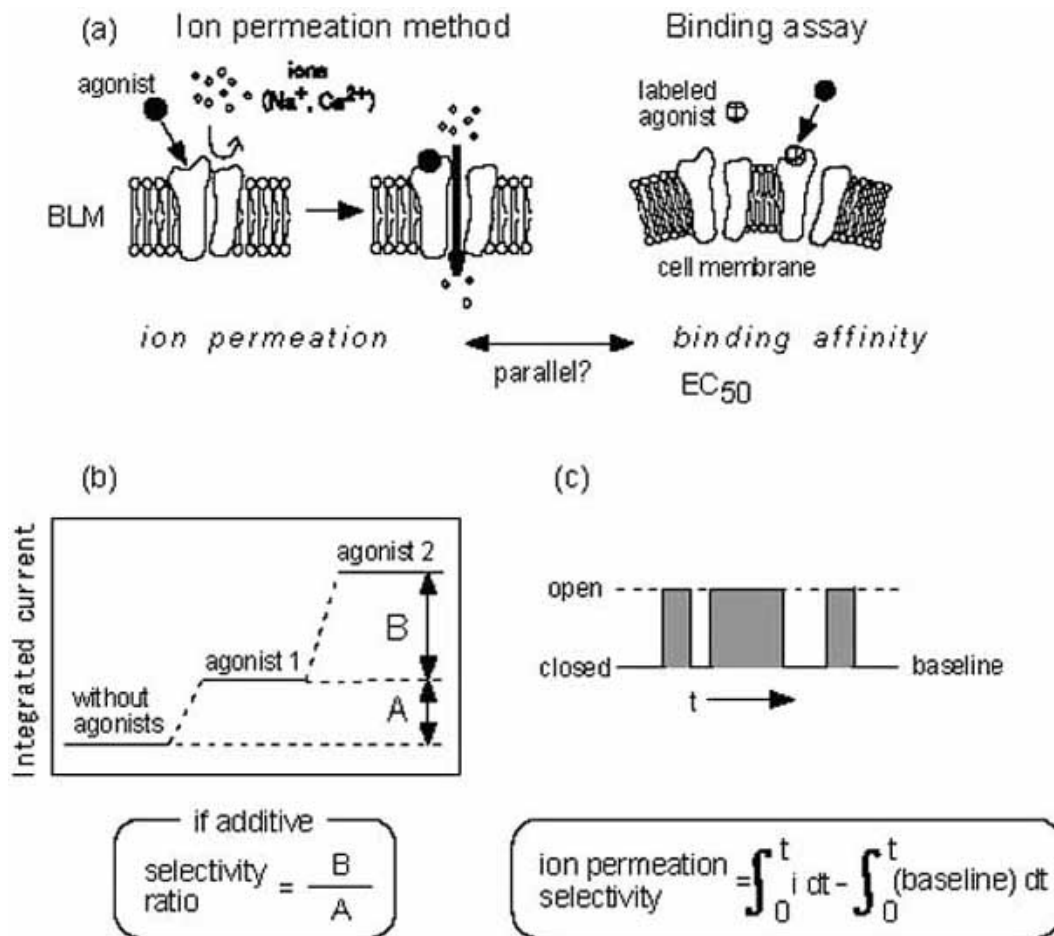 (a) Ion permeation method Binding assay
agonist
ions
(Na+, Ca2+)
labeled
agonist
BLM
cell membrane
ion permeation
binding affinity
parallel?
EC50
(b)
Integrated current
without
agonists
agonist 1
agonist 2
B
A
if additive
selectivity
ratio
= B / A
(c)
open
closed
baseline
t
ion permeation
selectivity
=∫0t i dt - ∫0t (baseline) dt